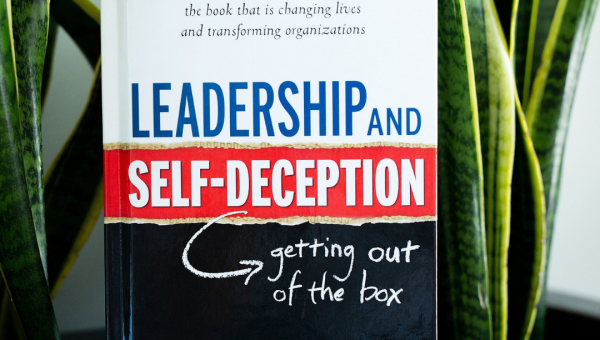 the book that is changing lives
and transforming organizations
LEADERSHIP AND
SELF-DECEPTION
getting out
of the box